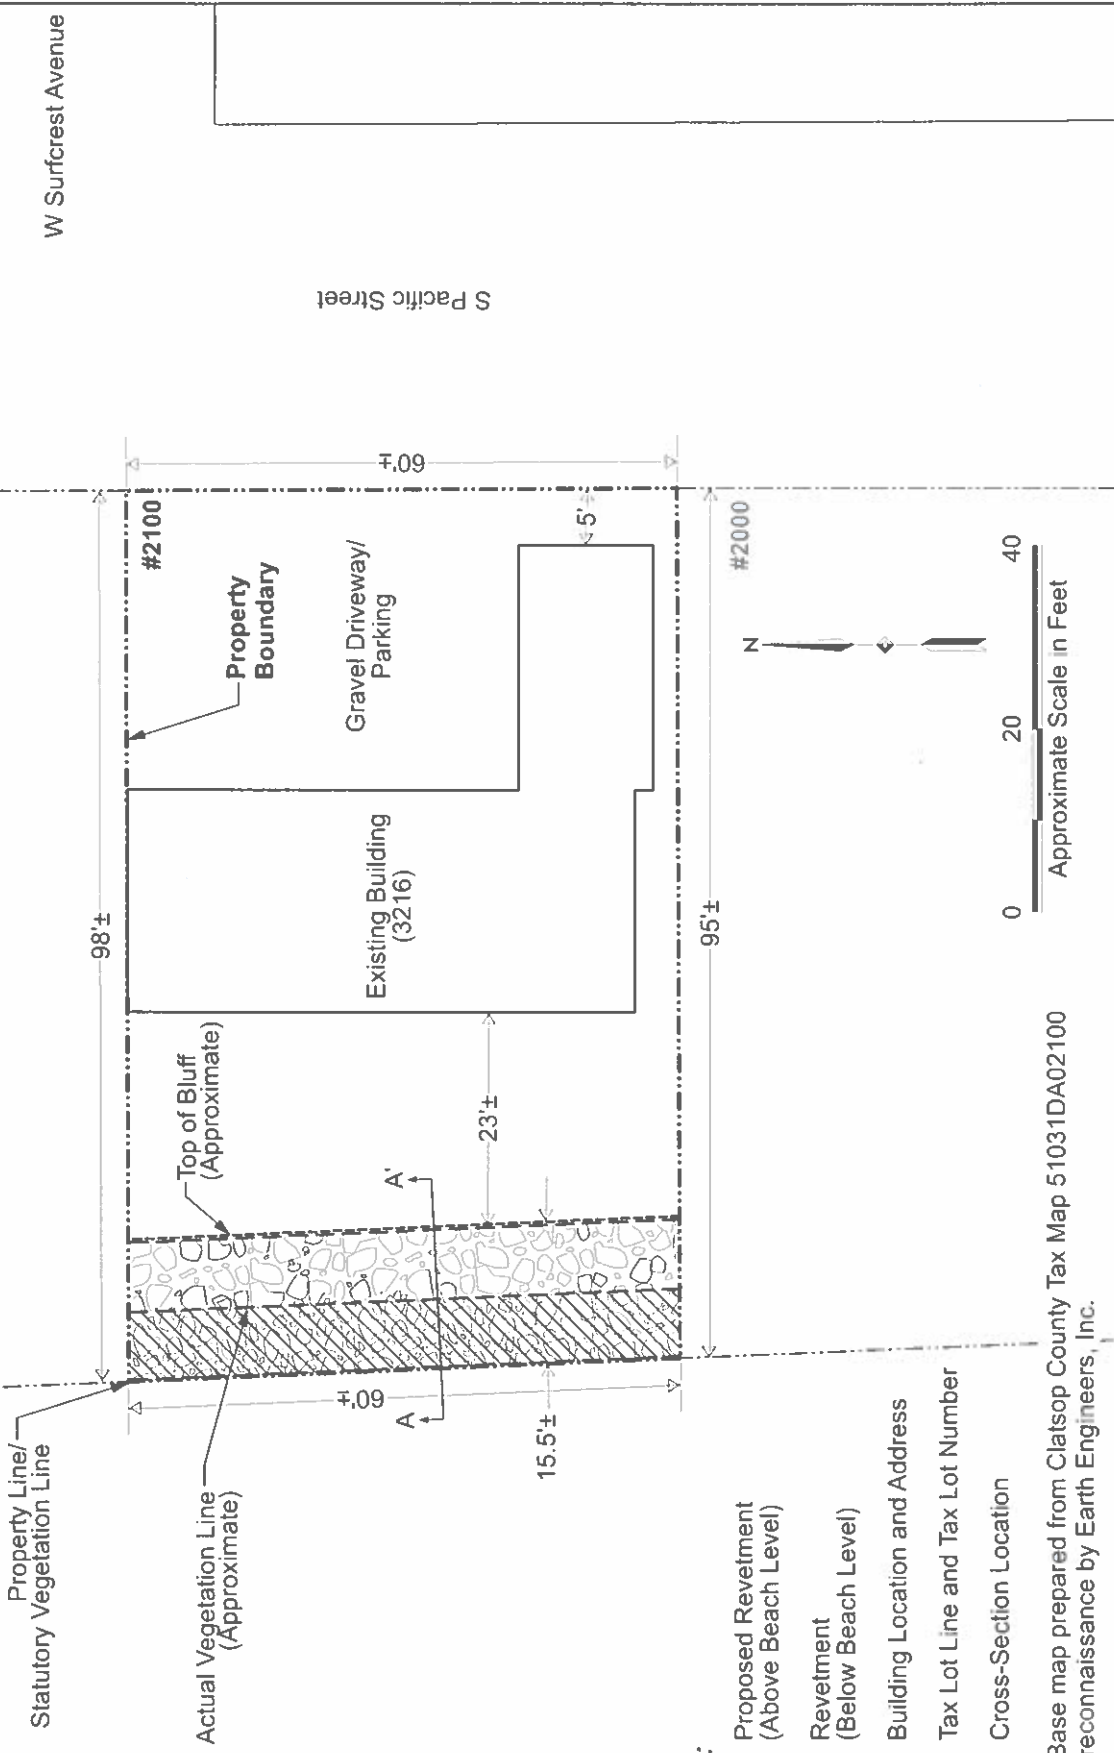 Property Line/
Statutory Vegetation Line
Actual Vegetation Line
(Approximate)
Top of Bluff
(Approximate)
98'±
#2100
Property
Boundary
Gravel Driveway/
Parking
60'±
5'
Existing Building
(3216)
23'±
A
A'
60'±
15.5'±
95'±
#2000
W Surfcrest Avenue
S Pacific Street
N
0
20
40
Approximate Scale in Feet
Proposed Revetment
(Above Beach Level)
Revetment
(Below Beach Level)
Building Location and Address
Tax Lot Line and Tax Lot Number
Cross-Section Location
Base map prepared from Clatsop County Tax Map 51031DA02100
reconnaissance by Earth Engineers, Inc.